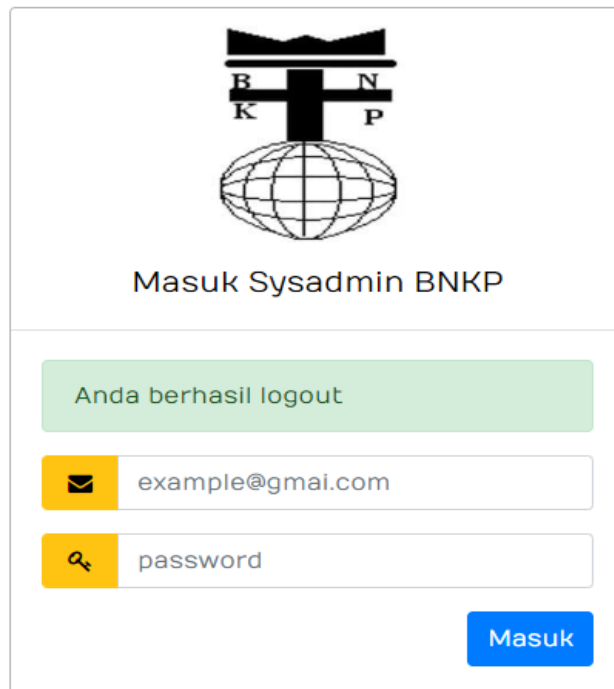 B N
K P
Masuk Sysadmin BNKP
Anda berhasil logout
example@gmai.com
password
Masuk